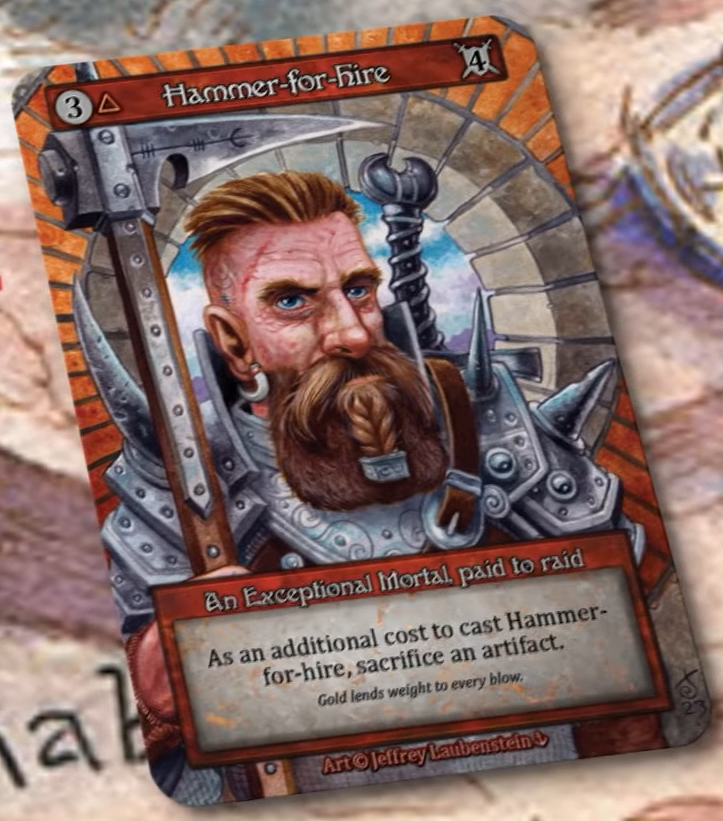 3 Hammer-for-hire 4
An Exceptional Mortal, paid to raid
As an additional cost to cast Hammer-
for-hire, sacrifice an artifact.
Gold lends weight to every blow.
Art © Jeffrey Laubenstein
23